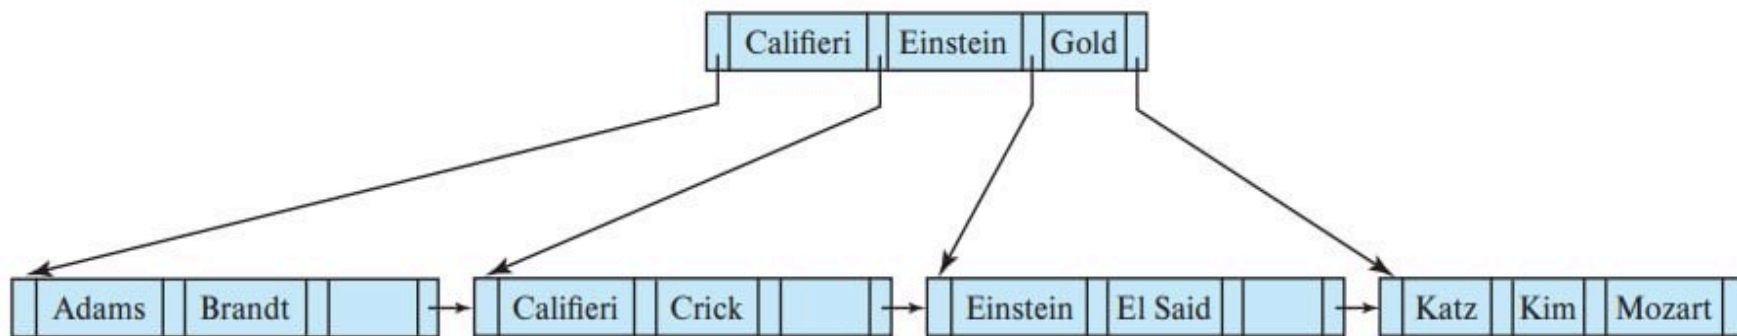 Califieri Einstein Gold
Adams Brandt Califieri Crick Einstein El Said Katz Kim Mozart